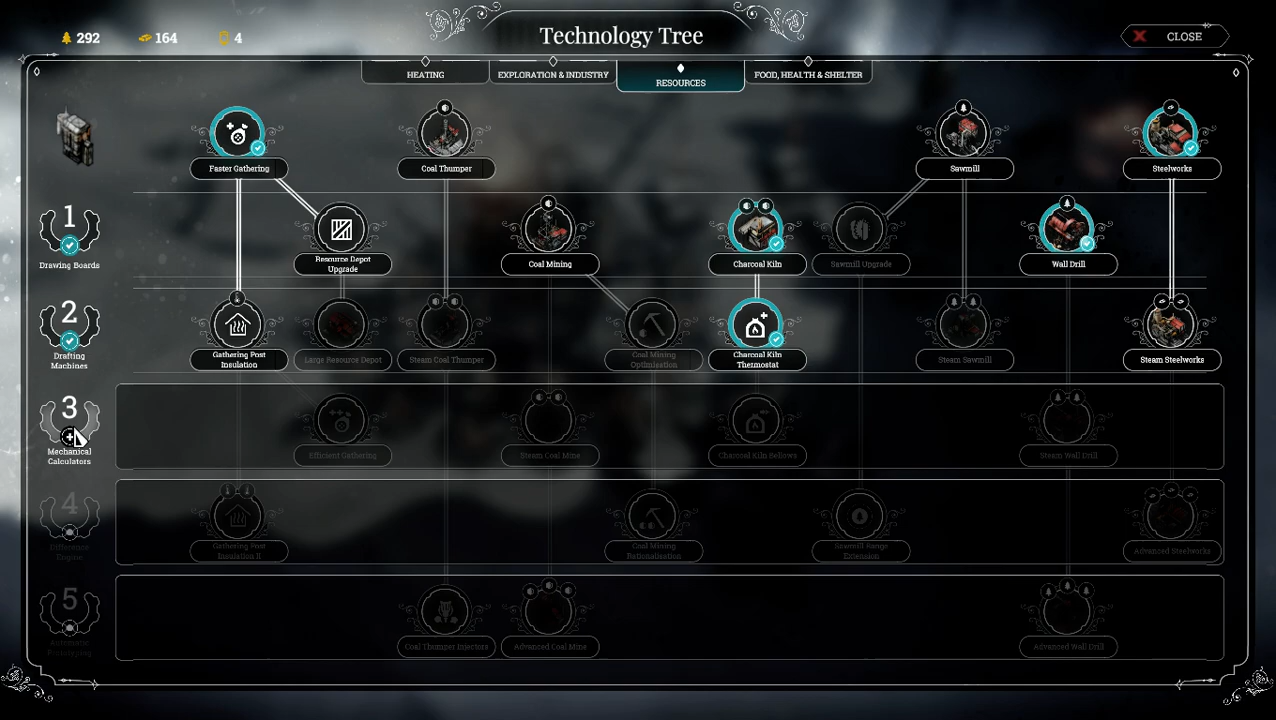 292
164
4
Technology Tree
CLOSE
HEATING
EXPLORATION & INDUSTRY
RESOURCES
FOOD, HEALTH & SHELTER
Faster Gathering
Coal Thumper
Sawmill
Steelworks
1
Drawing Boards
Resource Depot
Upgrade
Coal Mining
Charcoal Kiln
Sawmill Upgrade
Wall Drill
2
Drafting
Machines
Gathering Post
Insulation
Large Resource Depot
Steam Coal Thumper
Coal Mining
Optimisation
Charcoal Kiln
Thermostat
Steam Sawmill
Steam Steelworks
3
Mechanical
Calculators
Efficient Gathering
Steam Coal Mine
Charcoal Kiln Bellows
Steam Wall Drill
4
Difference
Engine
Gathering Post
Insulation II
Coal Mining
Rationalisation
Sawmill Range
Extension
Advanced Steelworks
5
Automatic
Prototyping
Coal Thumper Injectors
Advanced Coal Mine
Advanced Wall Drill